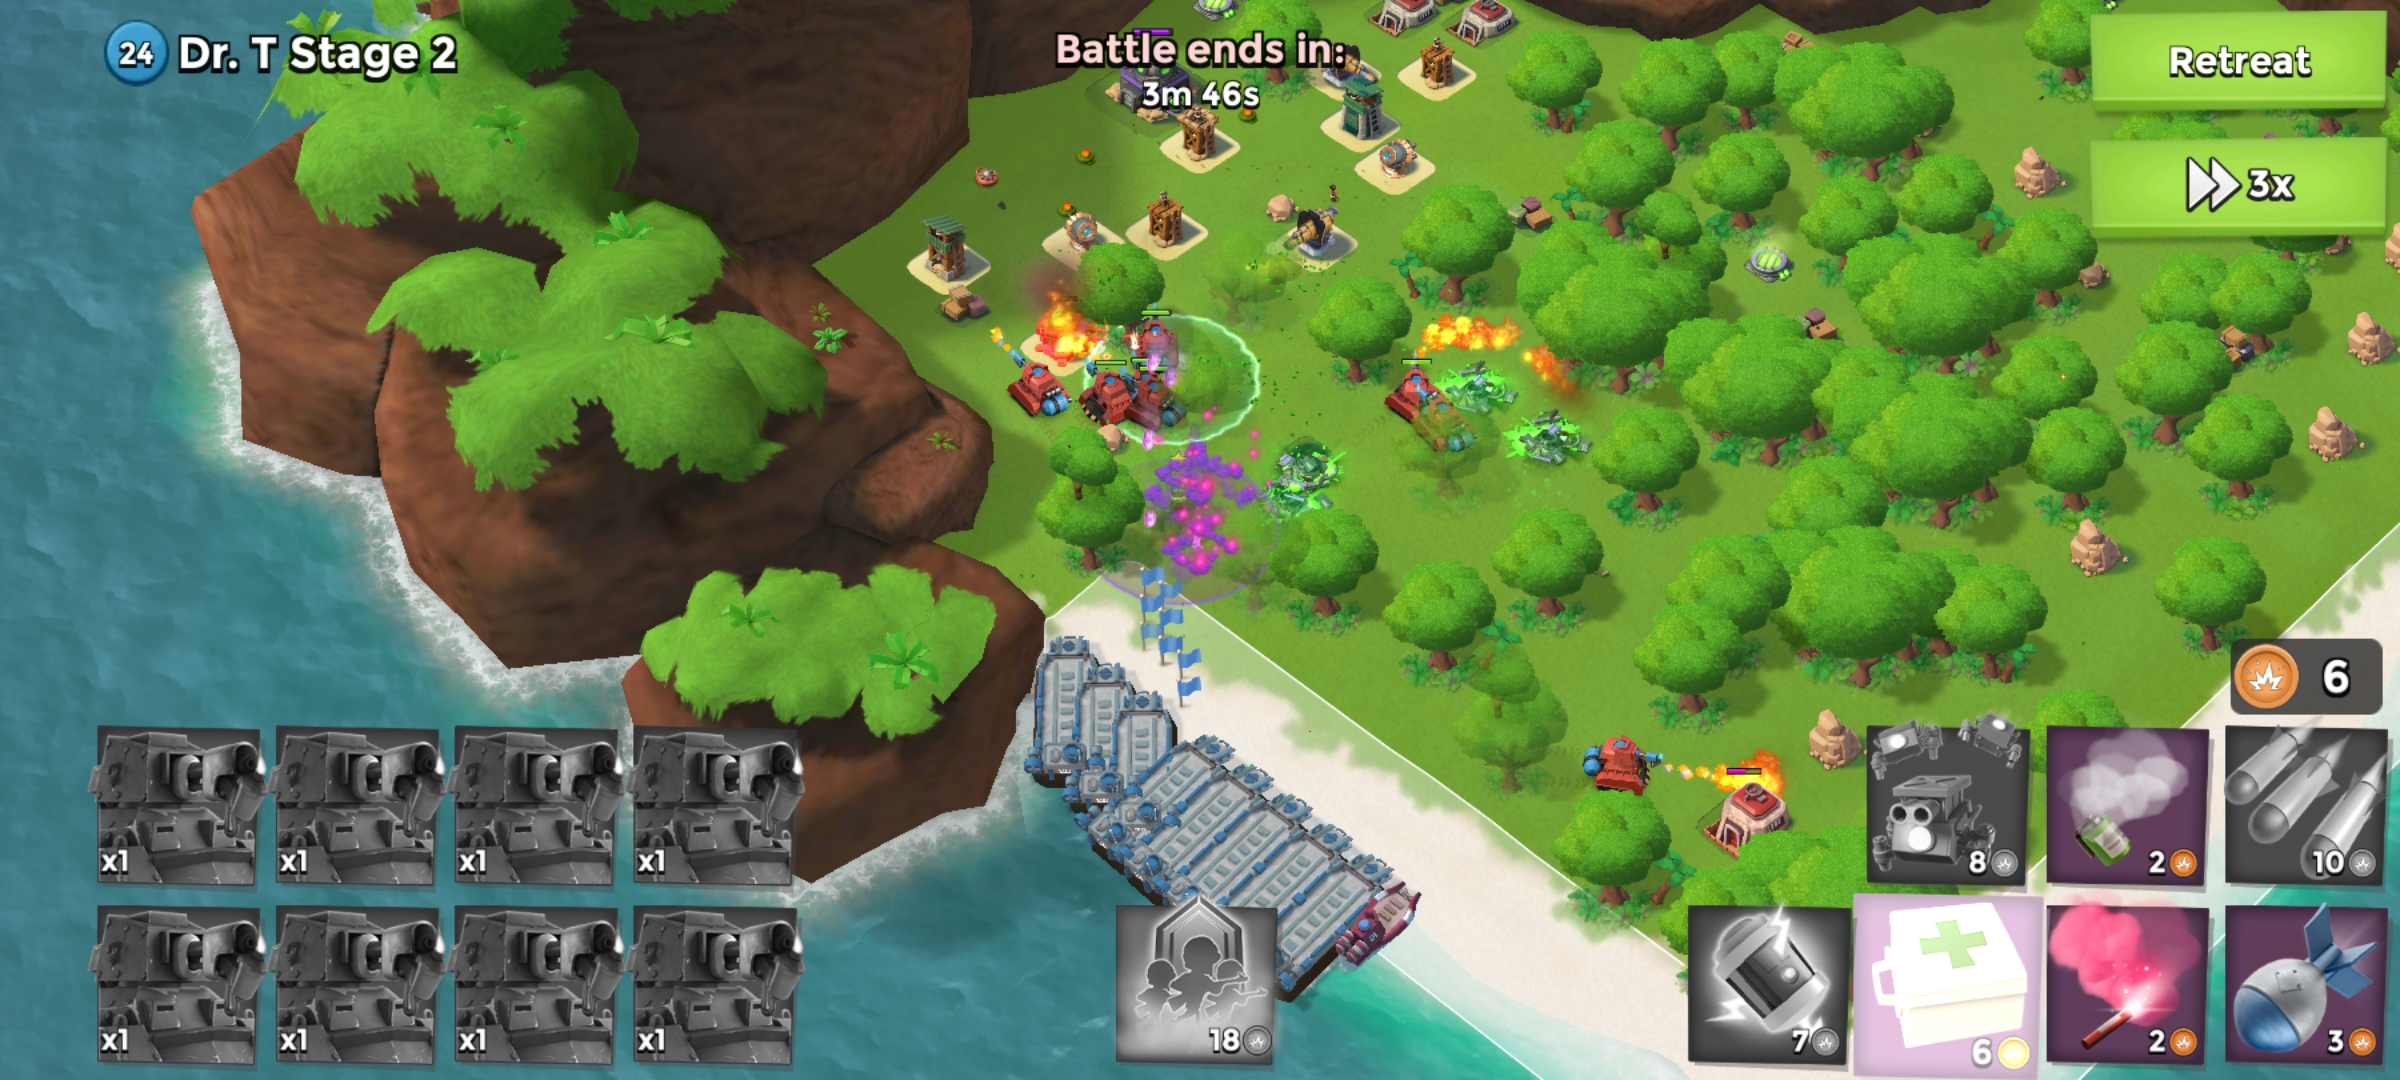 24 Dr. T Stage 2
Battle ends in:
3m 46s
Retreat
3x
6
x1 x1 x1 x1
8 2 10
x1 x1 x1 x1
18 7 6 2 3